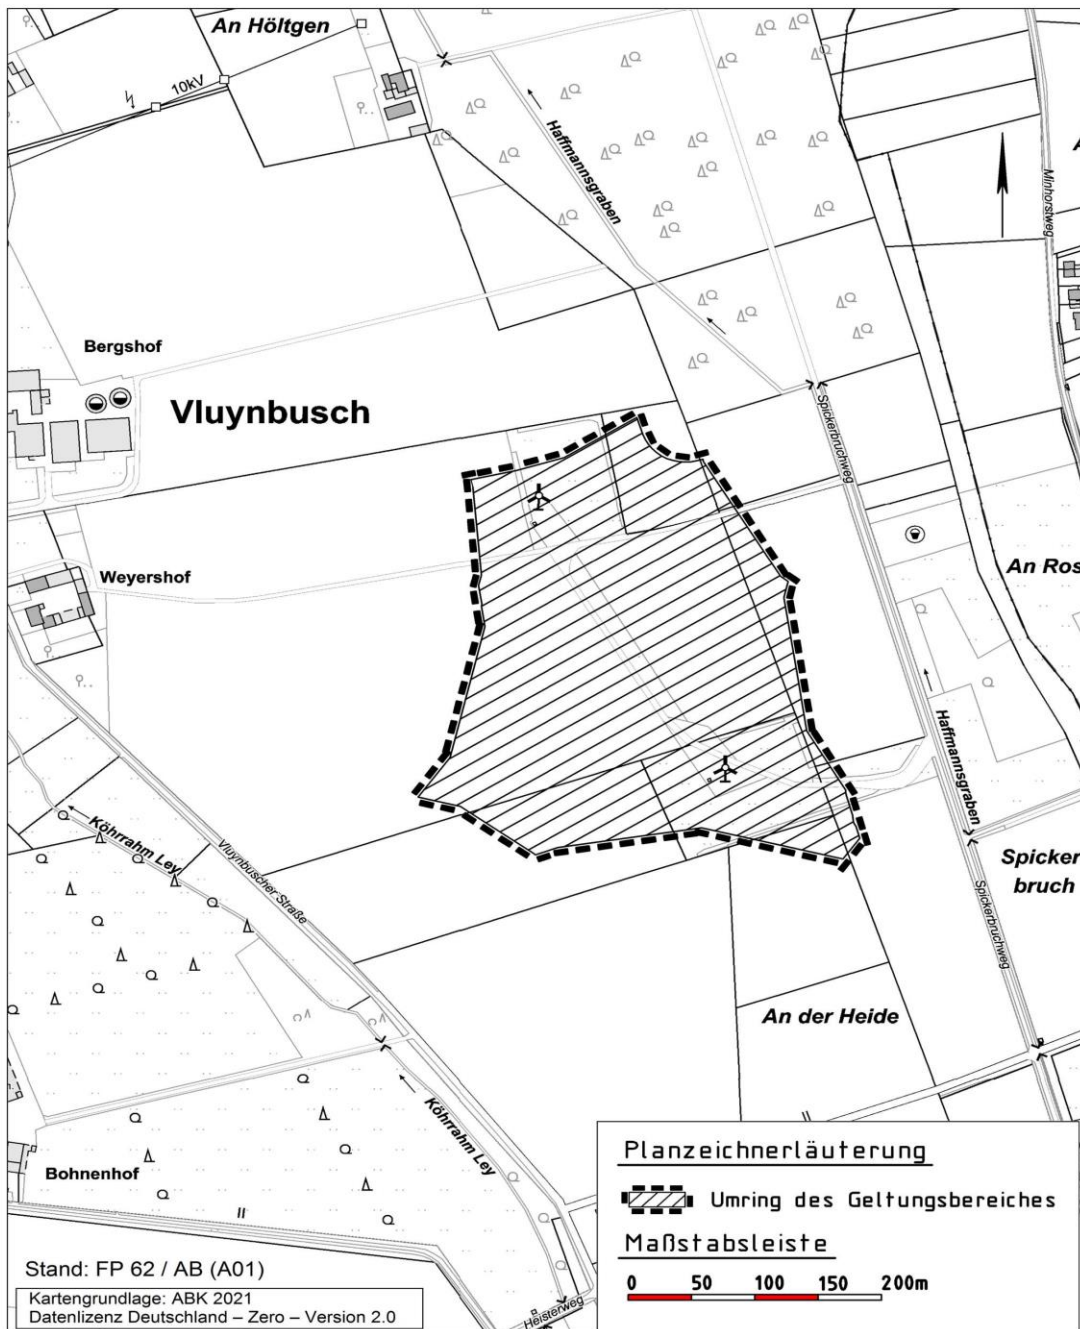 An Höltgen
10kV
Haffmannsgraben
Minhorstweg
Bergshof
Vluynbusch
Spickerbruchweg
Weyershof
An Ros
Haffmannsgraben
Köhrrahm Ley
Vluynbuscher Straße
Spicker
bruch
Spickerbruchweg
An der Heide
Köhrrahm Ley
Bohnenhof
Heisterweg
Planzeichnerläuterung
Umring des Geltungsbereiches
Maßstabsleiste
0 50 100 150 200m
Stand: FP 62 / AB (A01)
Kartengrundlage: ABK 2021
Datenlizenz Deutschland – Zero – Version 2.0